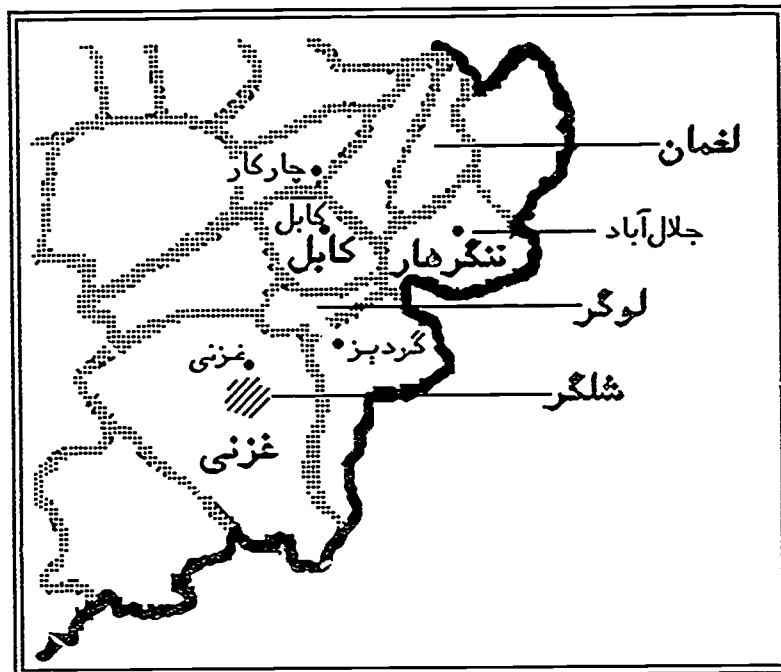 لغمان
چارکار
کابل
جلال‌آباد
کابل
ننگرهار
لوگر
گردیز
غزنی
شلگر
غزنی